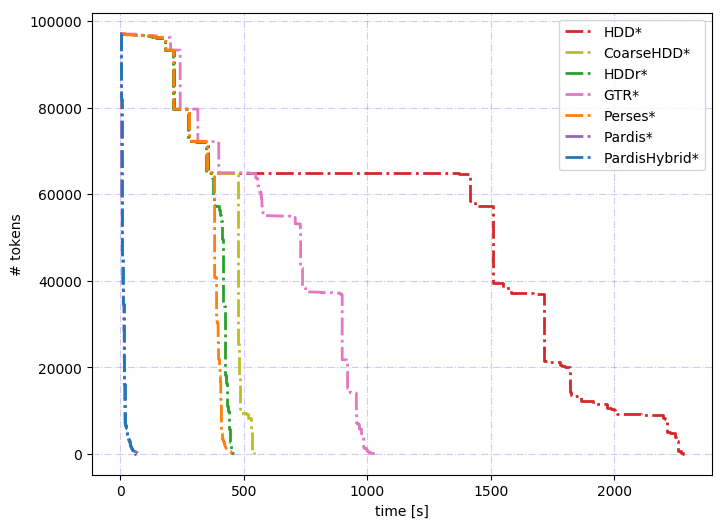 100000
80000
60000
40000
20000
0
# tokens
0
500
1000
1500
2000
time [s]
HDD*
CoarseHDD*
HDDr*
GTR*
Perses*
Pardis*
PardisHybrid*